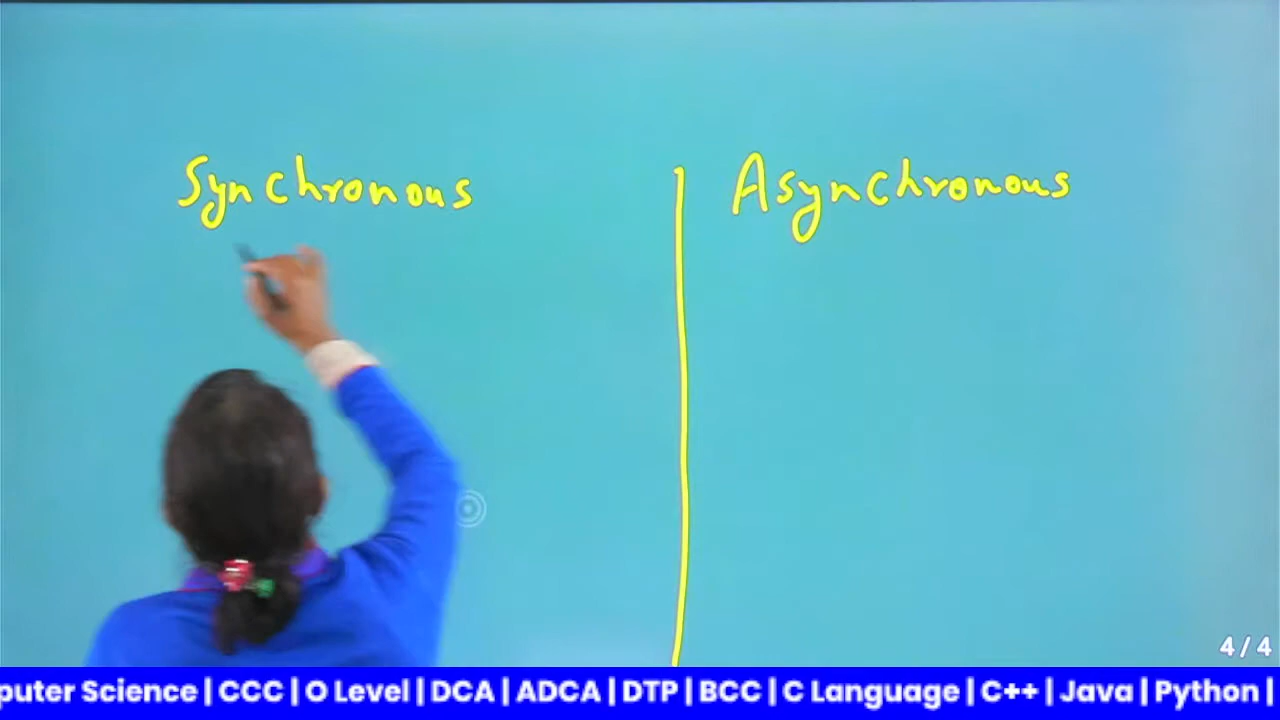 Synchronous
Asynchronous
4/4
puter Science | CCC | O Level | DCA | ADCA | DTP | BCC | C Language | C++ | Java | Python |